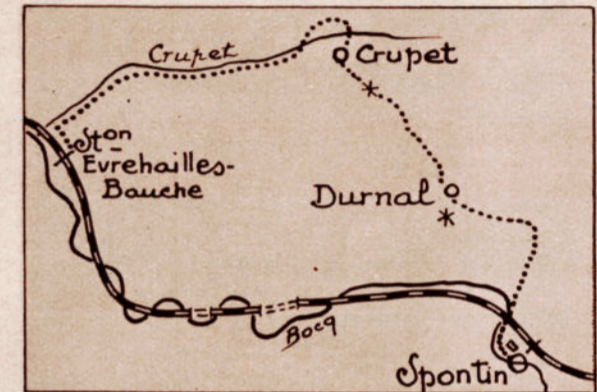 Crupet
Crupet
Ston
Evrehailles-
Bauche
Durnal
Bocq
Spontin